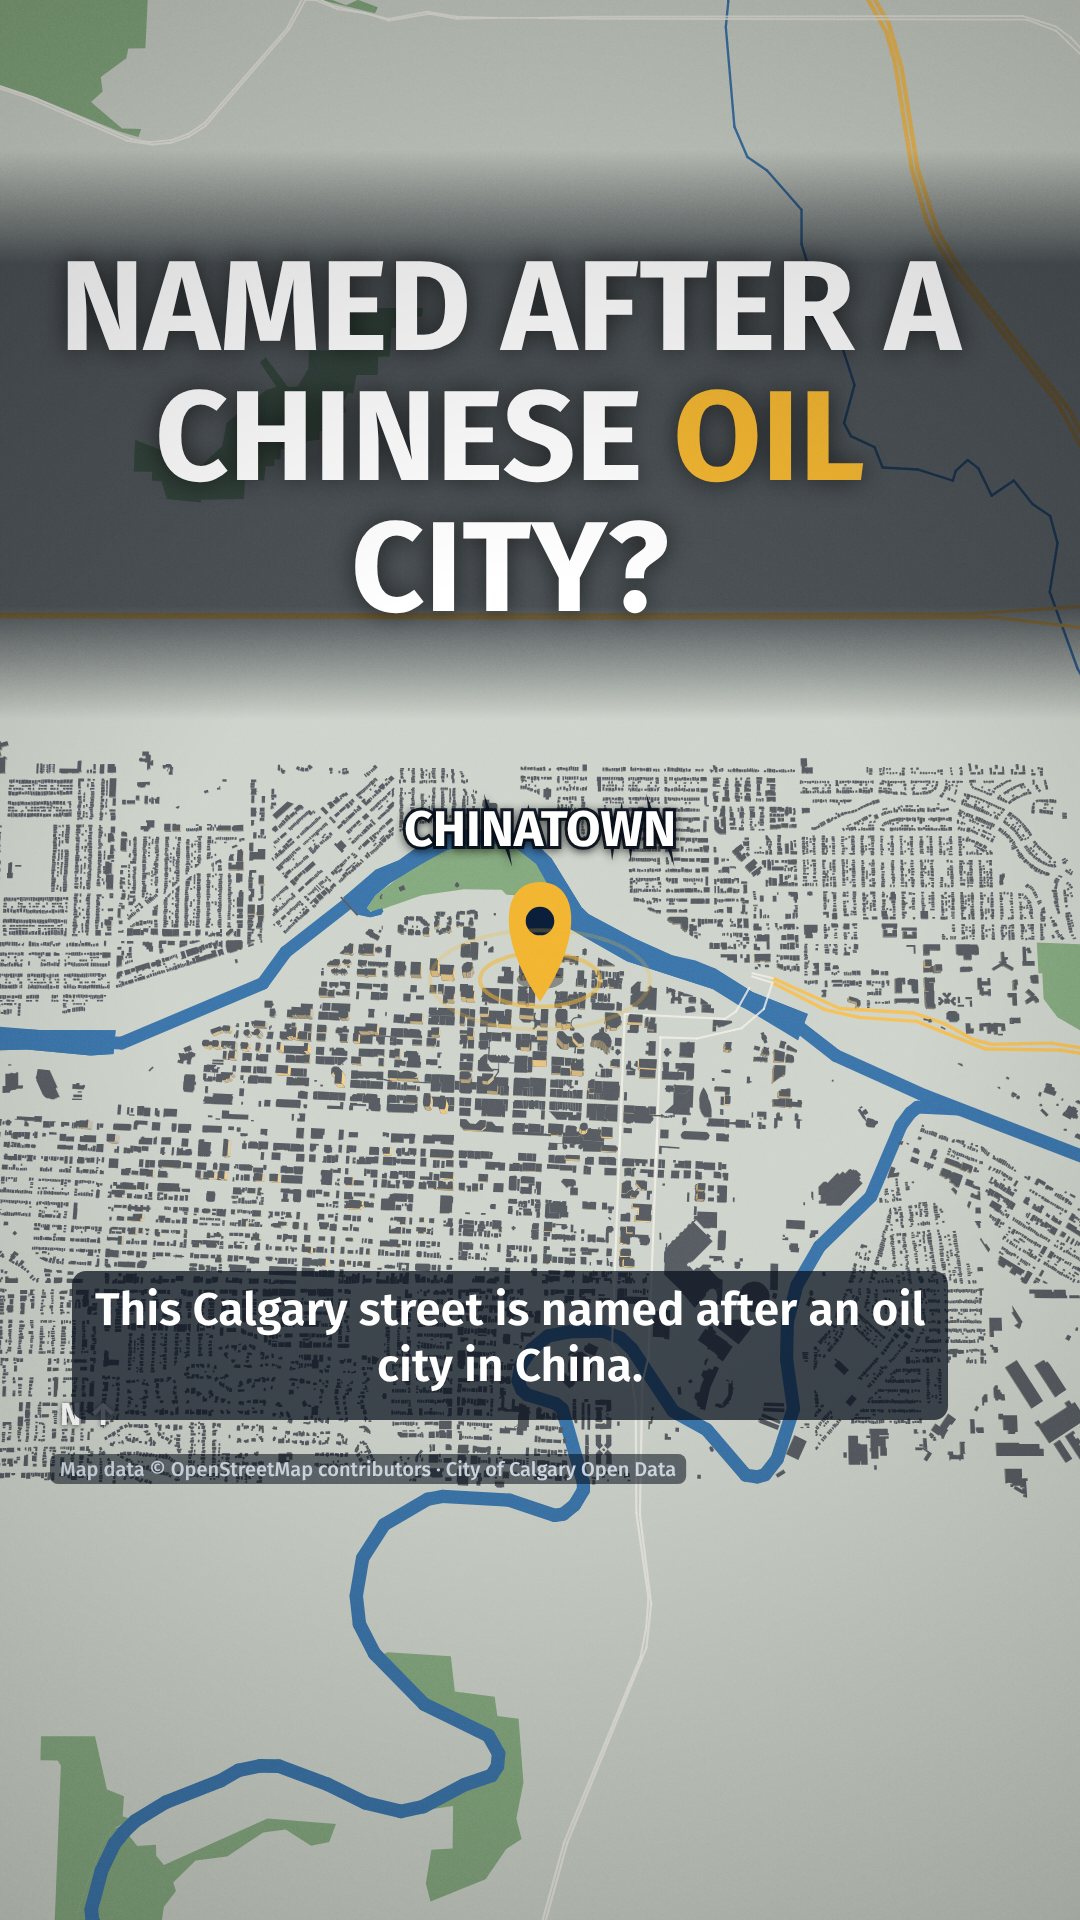 NAMED AFTER A
CHINESE OIL
CITY?
CHINATOWN
This Calgary street is named after an oil
city in China.
N
Map data © OpenStreetMap contributors · City of Calgary Open Data